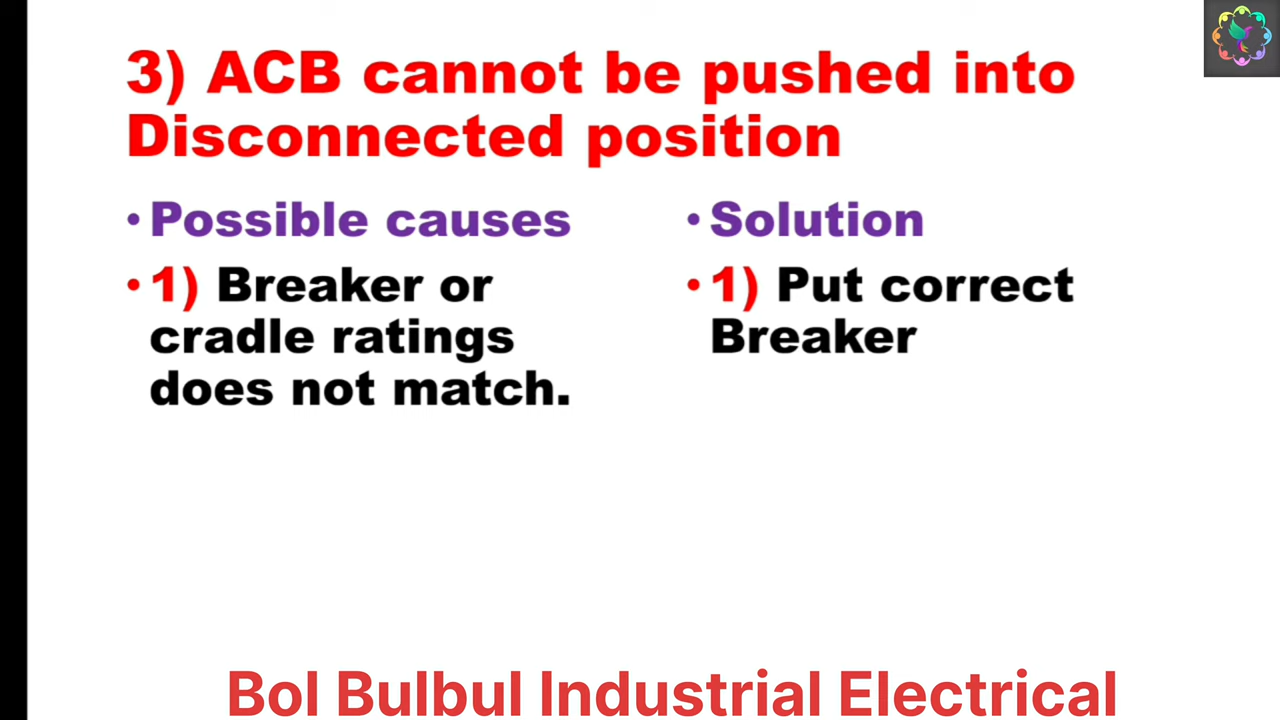 3) ACB cannot be pushed into
Disconnected position
• Possible causes
• 1) Breaker or
cradle ratings
does not match.
• Solution
• 1) Put correct
Breaker
Bol Bulbul Industrial Electrical